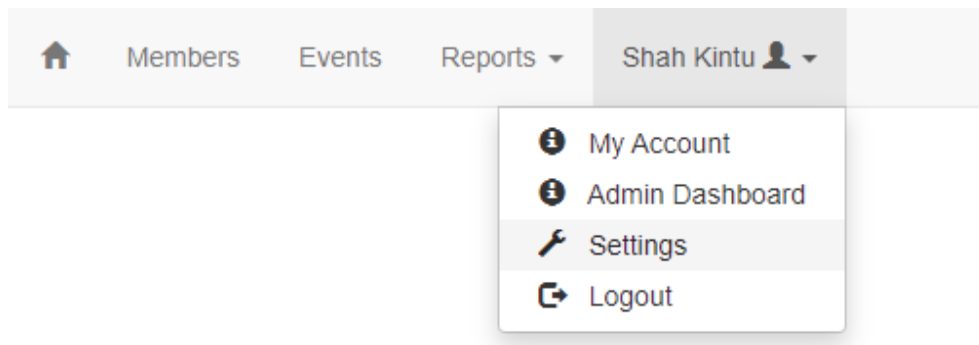 Members Events Reports Shah Kintu
My Account
Admin Dashboard
Settings
Logout